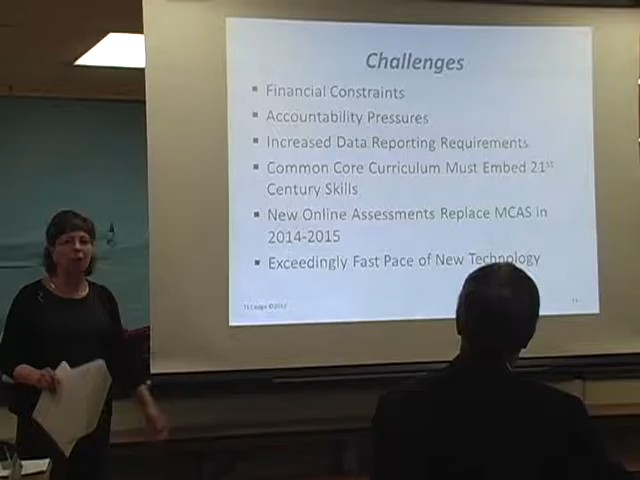 Challenges
▪ Financial Constraints
▪ Accountability Pressures
▪ Increased Data Reporting Requirements
▪ Common Core Curriculum Must Embed 21st
Century Skills
▪ New Online Assessments Replace MCAS in
2014-2015
▪ Exceedingly Fast Pace of New Technology